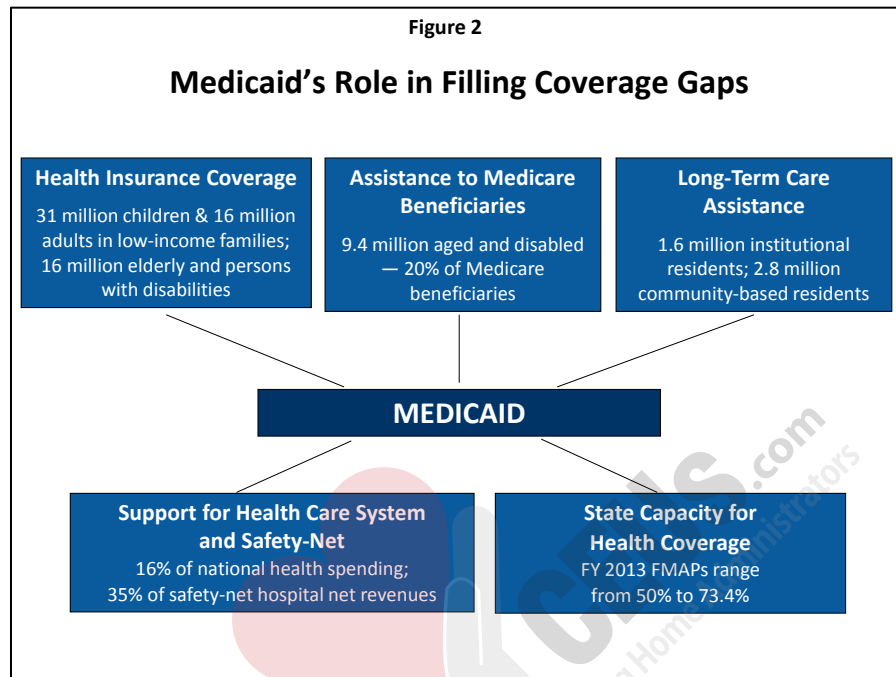 Figure 2
Medicaid's Role in Filling Coverage Gaps
Health Insurance Coverage
31 million children & 16 million
adults in low-income families;
16 million elderly and persons
with disabilities
Assistance to Medicare
Beneficiaries
9.4 million aged and disabled
— 20% of Medicare
beneficiaries
Long-Term Care
Assistance
1.6 million institutional
residents; 2.8 million
community-based residents
MEDICAID
Support for Health Care System
and Safety-Net
16% of national health spending;
35% of safety-net hospital net revenues
State Capacity for
Health Coverage
FY 2013 FMAPs range
from 50% to 73.4%
.com
Home Administrators